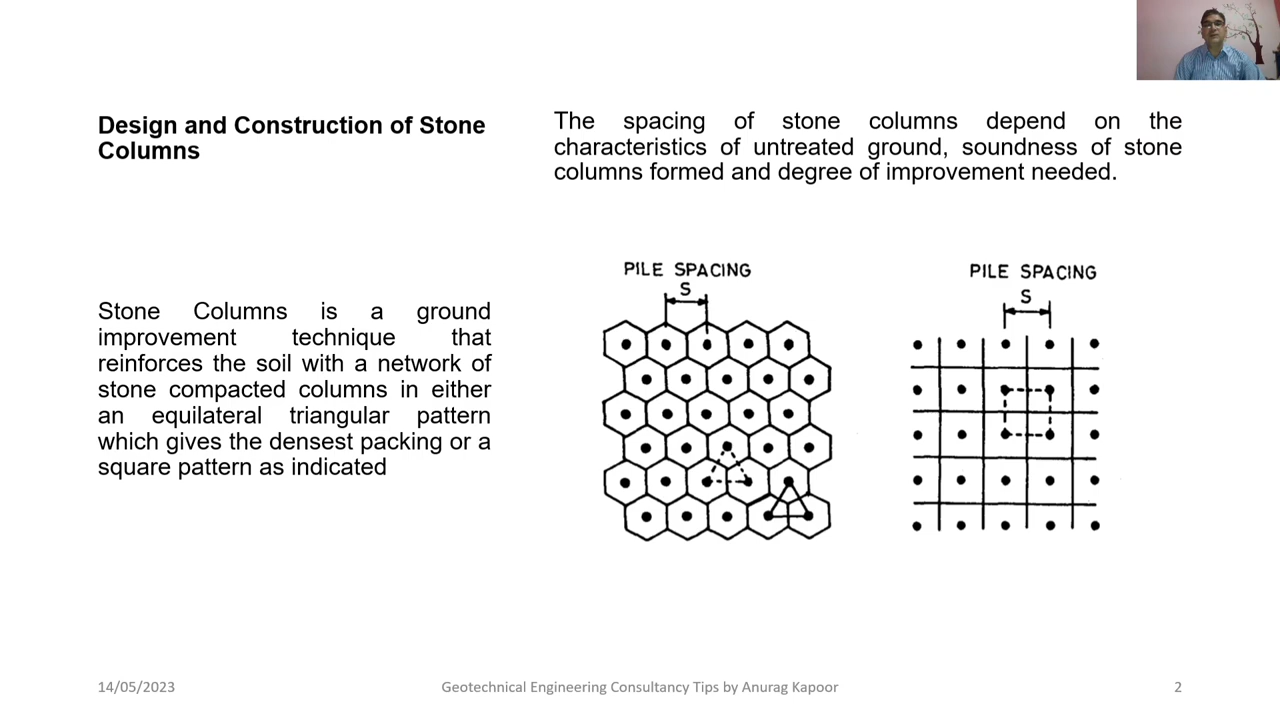 Design and Construction of Stone
Columns
The spacing of stone columns depend on the
characteristics of untreated ground, soundness of stone
columns formed and degree of improvement needed.
Stone Columns is a ground
improvement technique that
reinforces the soil with a network of
stone compacted columns in either
an equilateral triangular pattern
which gives the densest packing or a
square pattern as indicated
PILE SPACING
S
PILE SPACING
S
14/05/2023
Geotechnical Engineering Consultancy Tips by Anurag Kapoor
2